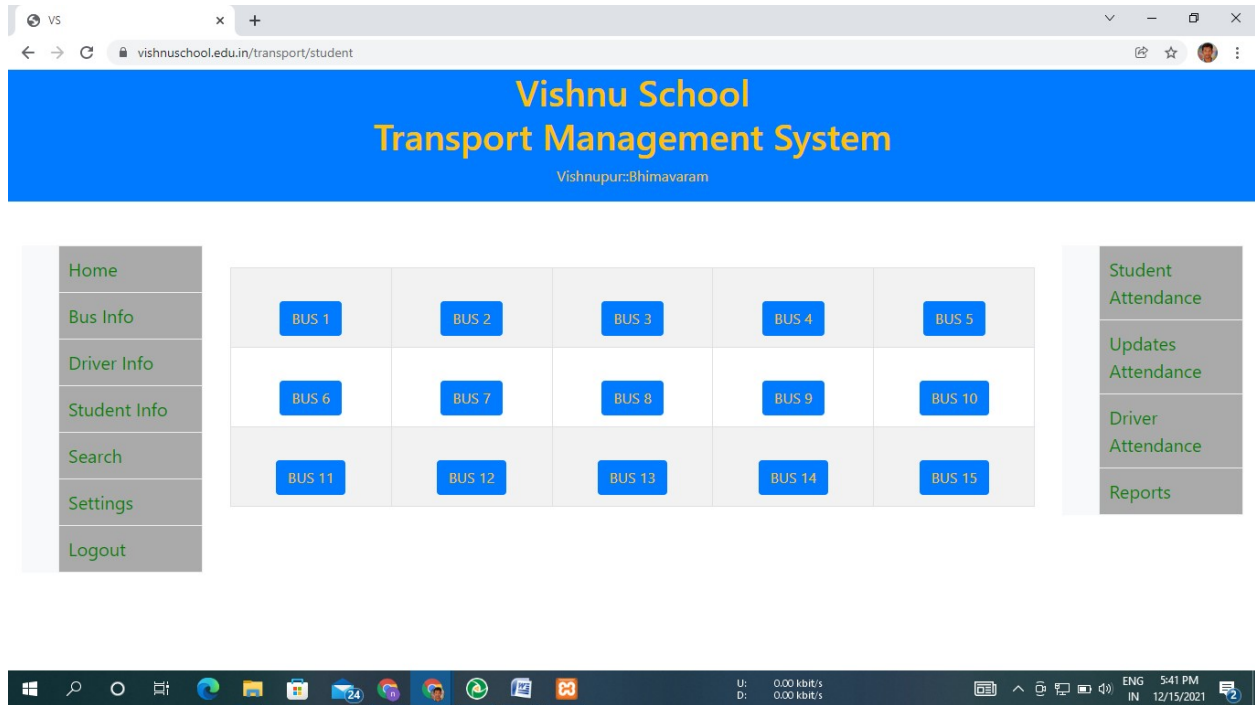 VS
vishnuschool.edu.in/transport/student
Vishnu School
Transport Management System
Vishnupur::Bhimavaram
Home
Bus Info
Driver Info
Student Info
Search
Settings
Logout
BUS 1 BUS 2 BUS 3 BUS 4 BUS 5
BUS 6 BUS 7 BUS 8 BUS 9 BUS 10
BUS 11 BUS 12 BUS 13 BUS 14 BUS 15
Student
Attendance
Updates
Attendance
Driver
Attendance
Reports
24
U: 0.00 kbit/s
D: 0.00 kbit/s
ENG 5:41 PM
IN 12/15/2021
2